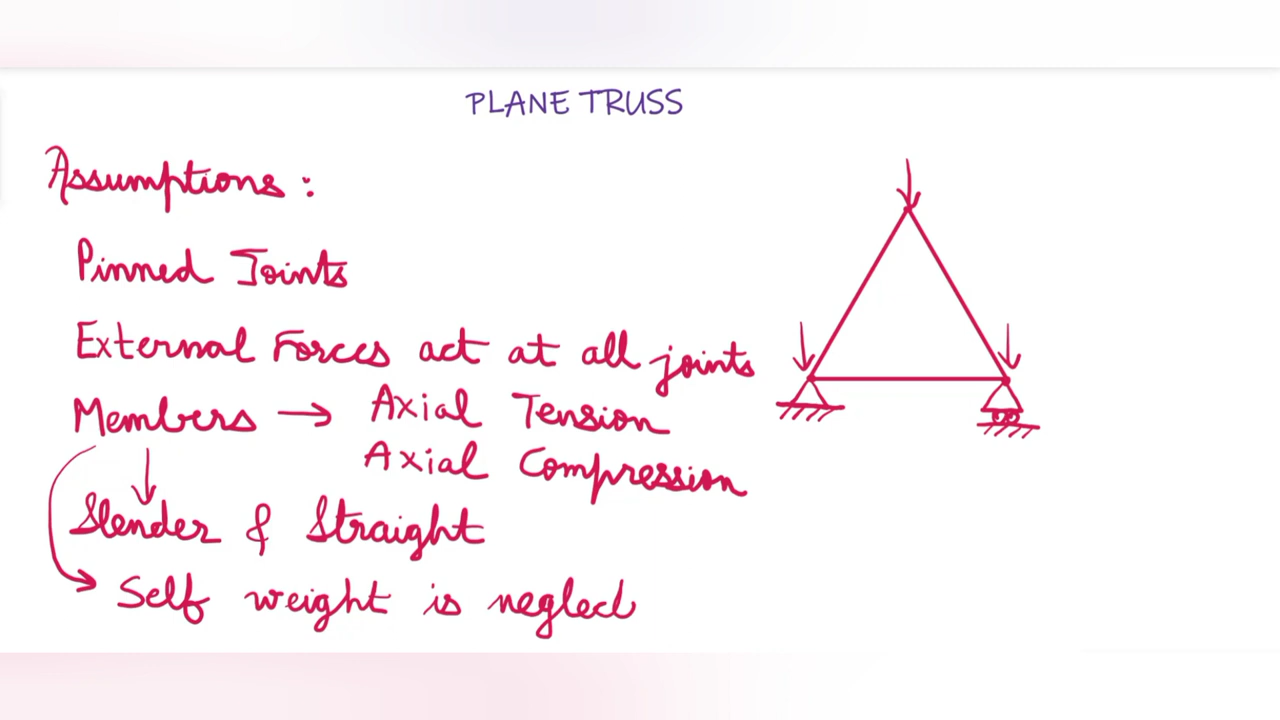 PLANE TRUSS
Assumptions :
Pinned Joints
External Forces act at all joints
Members → Axial Tension
Axial Compression
Slender & Straight
Self weight is neglec